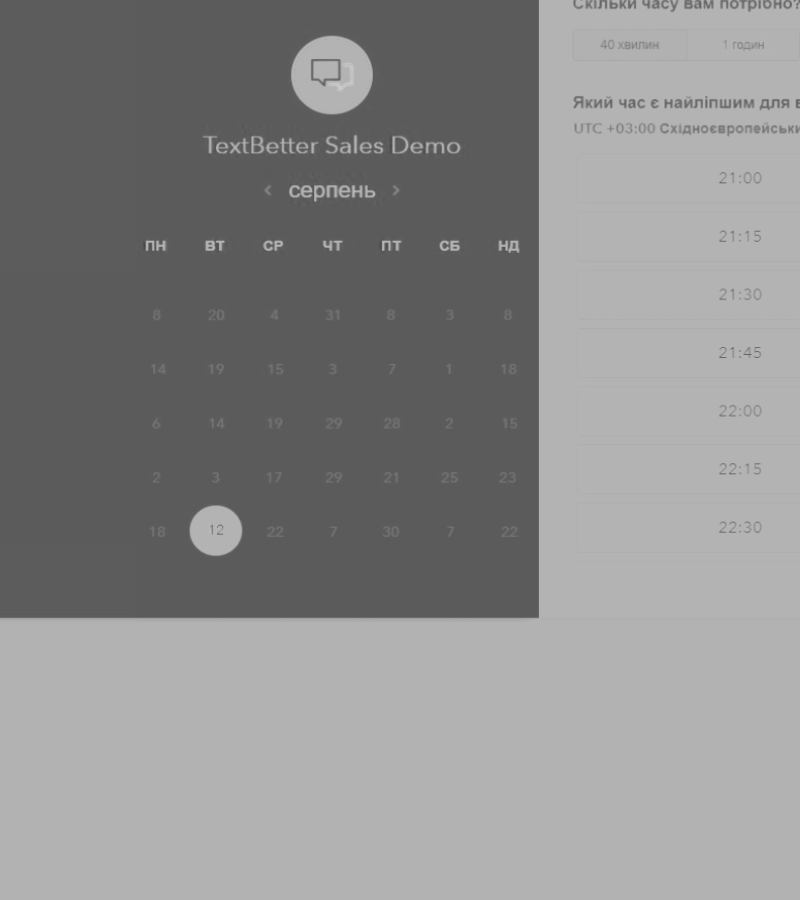 TextBetter Sales Demo
серпень
ПН ВТ СР ЧТ ПТ СБ НД
8 20 4 31 8 3 8
14 19 15 3 7 1 18
6 14 19 29 28 2 15
2 3 17 29 21 25 23
18 12 22 7 30 7 22
Скільки часу вам потрібно?
40 хвилин
1 годин
Який час є найліпшим для в
UTC +03:00 Східноєвропейськи
21:00
21:15
21:30
21:45
22:00
22:15
22:30